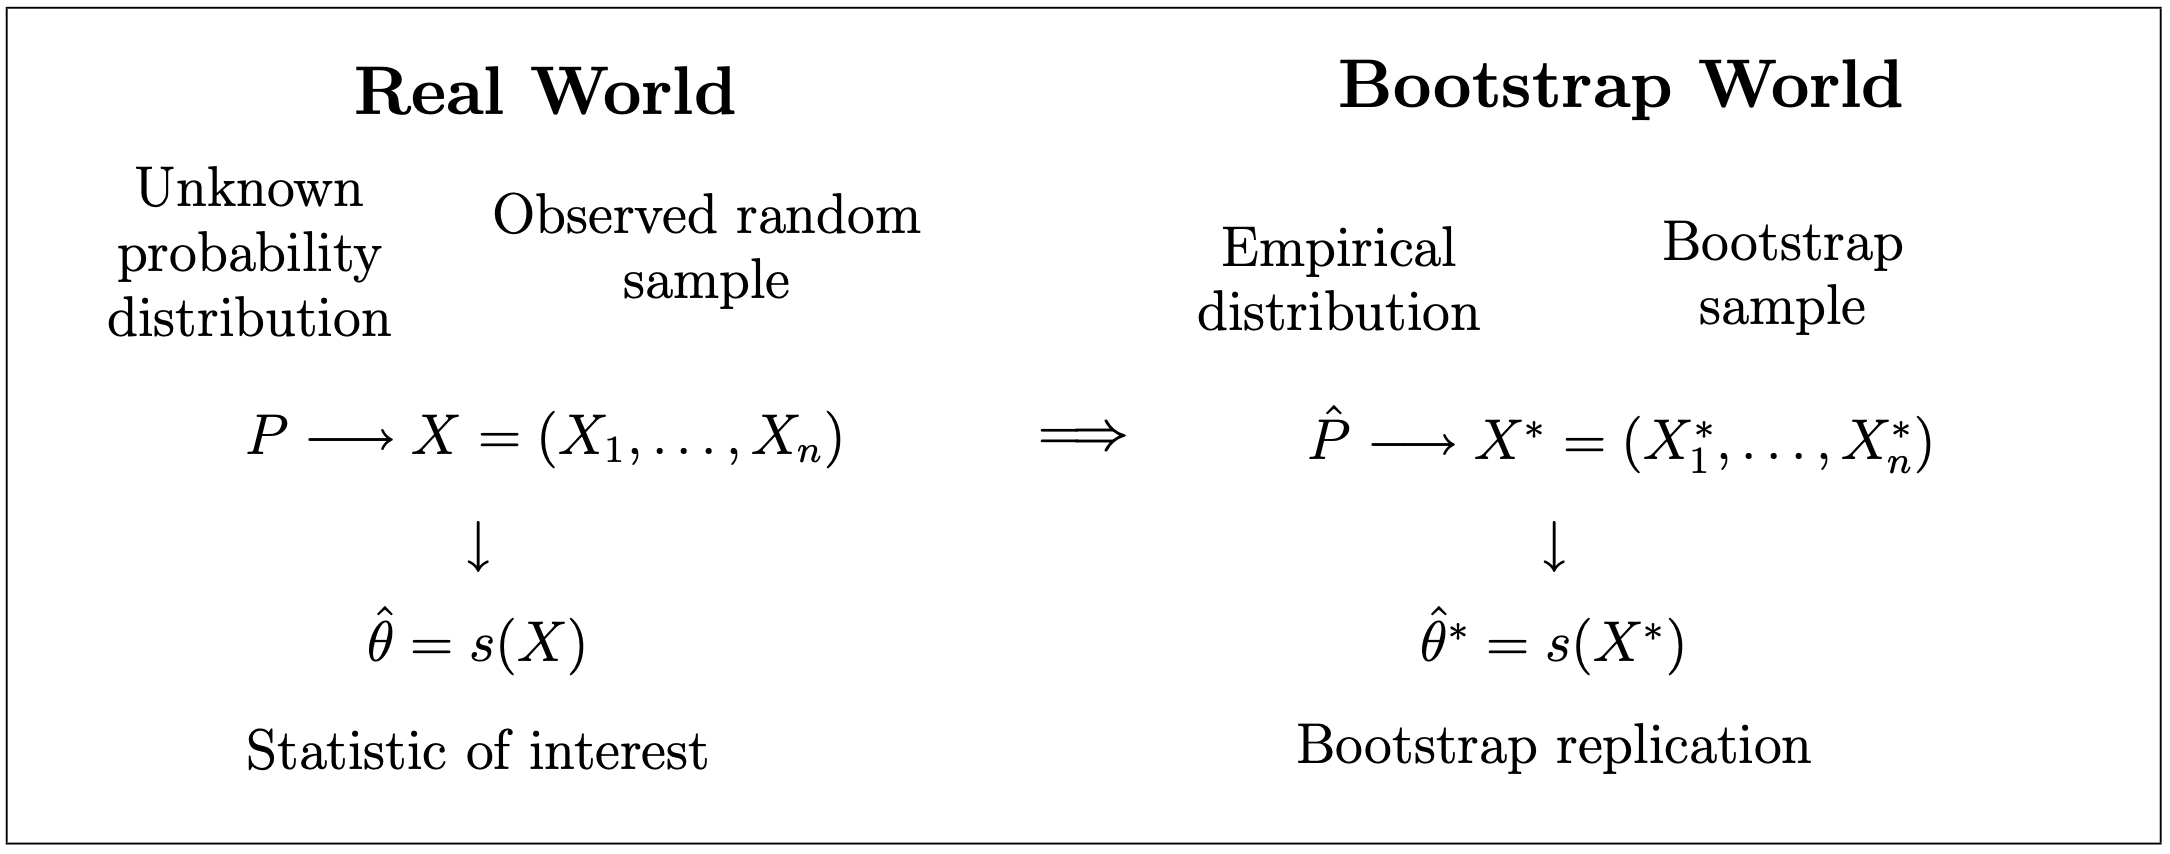 Real World
Unknown
probability
distribution
Observed random
sample
P ⟶ X = (X₁, . . . , Xₙ)
↓
θ̂ = s(X)
Statistic of interest
⟹
Bootstrap World
Empirical
distribution
Bootstrap
sample
P̂ ⟶ X* = (X₁*, . . . , Xₙ*)
↓
θ̂* = s(X*)
Bootstrap replication